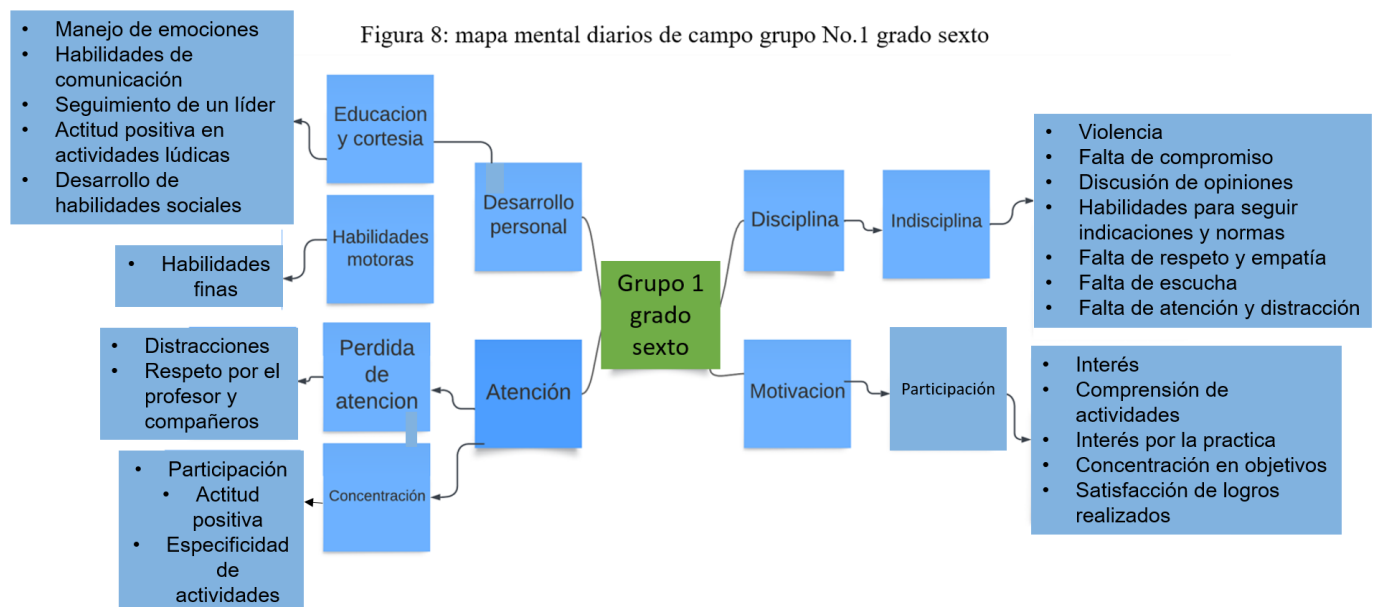 Figura 8: mapa mental diarios de campo grupo No.1 grado sexto
• Manejo de emociones
• Habilidades de
comunicación
• Seguimiento de un líder
• Actitud positiva en
actividades lúdicas
• Desarrollo de
habilidades sociales
Educacion
y cortesia
Desarrollo
personal
Habilidades
motoras
• Habilidades
finas
Grupo 1
grado
sexto
Atención
Perdida
de
atencion
• Distracciones
• Respeto por el
profesor y
compañeros
Concentración
• Participación
• Actitud
positiva
• Especificidad
de
actividades
Disciplina
Indisciplina
• Violencia
• Falta de compromiso
• Discusión de opiniones
• Habilidades para seguir
indicaciones y normas
• Falta de respeto y empatía
• Falta de escucha
• Falta de atención y distracción
Motivacion
Participación
• Interés
• Comprensión de
actividades
• Interés por la practica
• Concentración en objetivos
• Satisfacción de logros
realizados